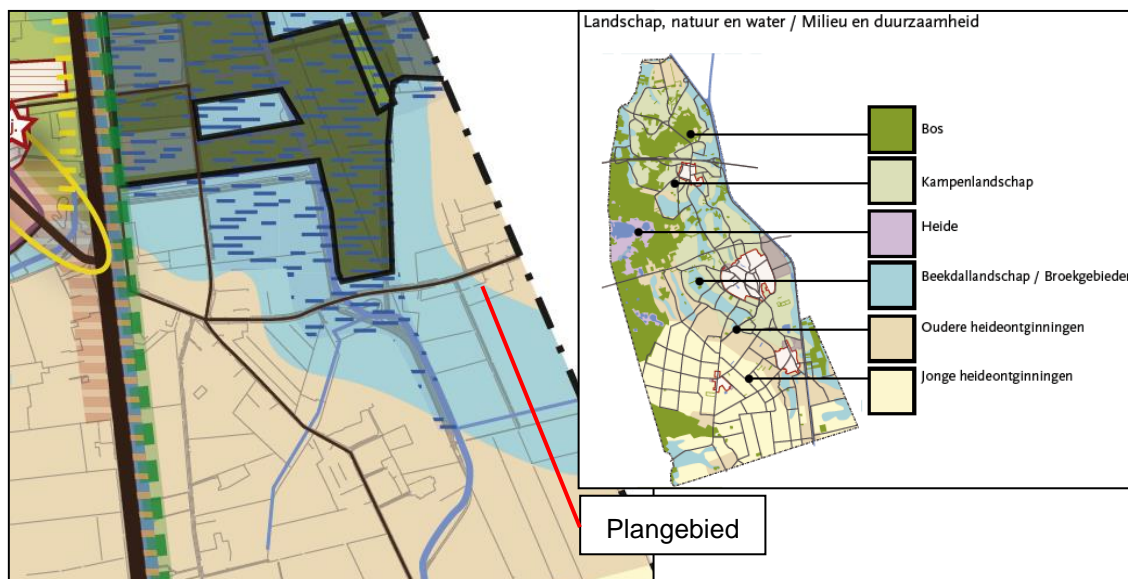 Landschap, natuur en water / Milieu en duurzaamheid
Bos
Kampenlandschap
Heide
Beekdallandschap / Broekgebieden
Oudere heideontginningen
Jonge heideontginningen
Plangebied